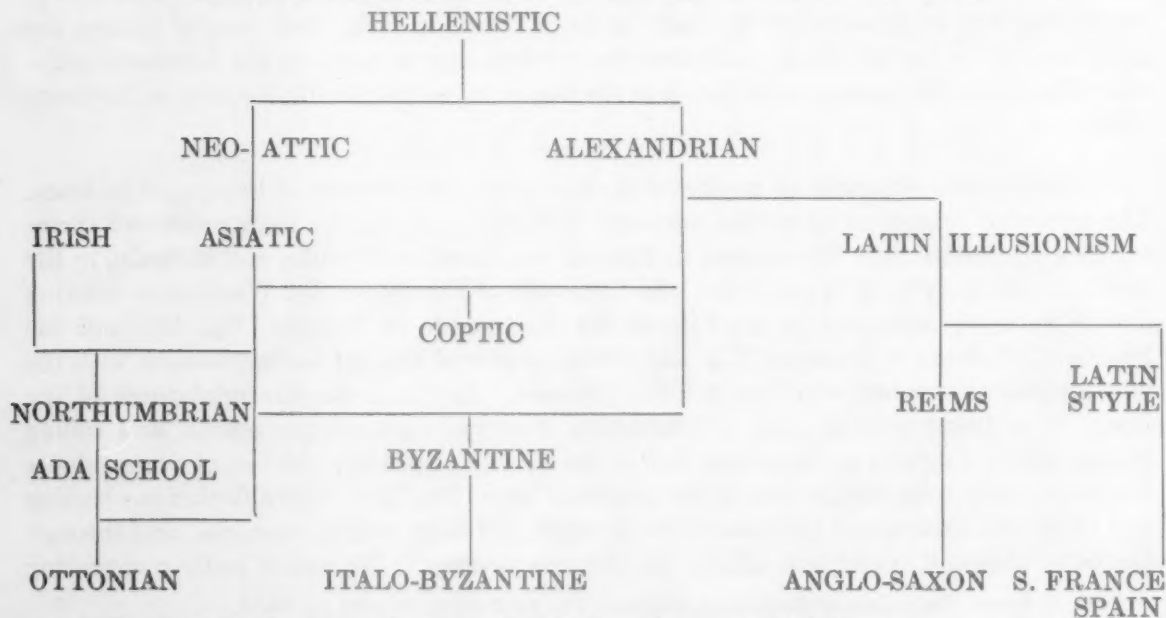 HELLENISTIC
NEO- ATTIC ALEXANDRIAN
IRISH ASIATIC LATIN ILLUSIONISM
COPTIC
LATIN
NORTHUMBRIAN REIMS STYLE
BYZANTINE
ADA SCHOOL
OTTONIAN ITALO-BYZANTINE ANGLO-SAXON S. FRANCE
SPAIN